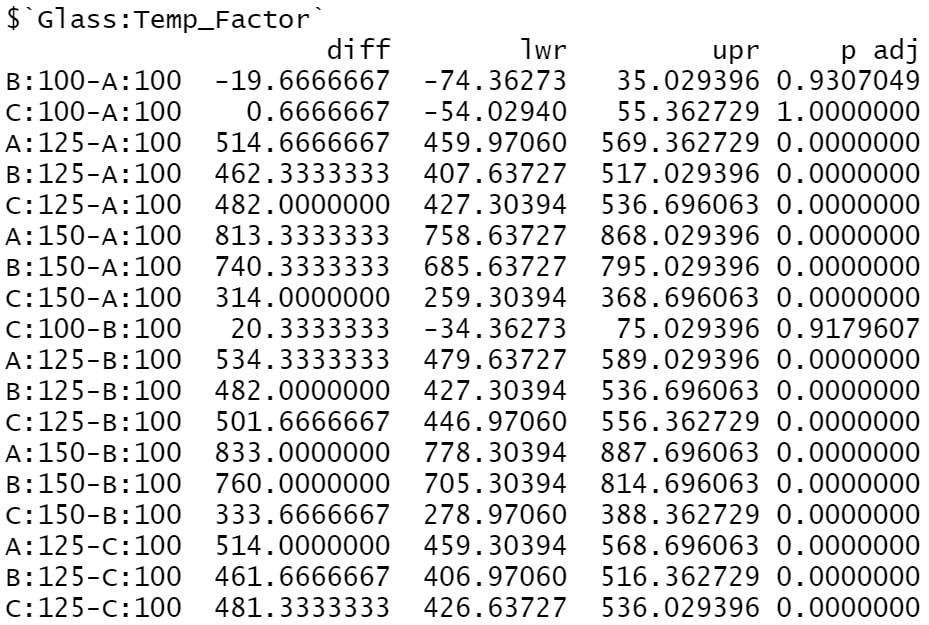 $`Glass:Temp_Factor`
diff lwr upr p adj
B:100-A:100 -19.6666667 -74.36273 35.029396 0.9307049
C:100-A:100 0.6666667 -54.02940 55.362729 1.0000000
A:125-A:100 514.6666667 459.97060 569.362729 0.0000000
B:125-A:100 462.3333333 407.63727 517.029396 0.0000000
C:125-A:100 482.0000000 427.30394 536.696063 0.0000000
A:150-A:100 813.3333333 758.63727 868.029396 0.0000000
B:150-A:100 740.3333333 685.63727 795.029396 0.0000000
C:150-A:100 314.0000000 259.30394 368.696063 0.0000000
C:100-B:100 20.3333333 -34.36273 75.029396 0.9179607
A:125-B:100 534.3333333 479.63727 589.029396 0.0000000
B:125-B:100 482.0000000 427.30394 536.696063 0.0000000
C:125-B:100 501.6666667 446.97060 556.362729 0.0000000
A:150-B:100 833.0000000 778.30394 887.696063 0.0000000
B:150-B:100 760.0000000 705.30394 814.696063 0.0000000
C:150-B:100 333.6666667 278.97060 388.362729 0.0000000
A:125-C:100 514.0000000 459.30394 568.696063 0.0000000
B:125-C:100 461.6666667 406.97060 516.362729 0.0000000
C:125-C:100 481.3333333 426.63727 536.029396 0.0000000